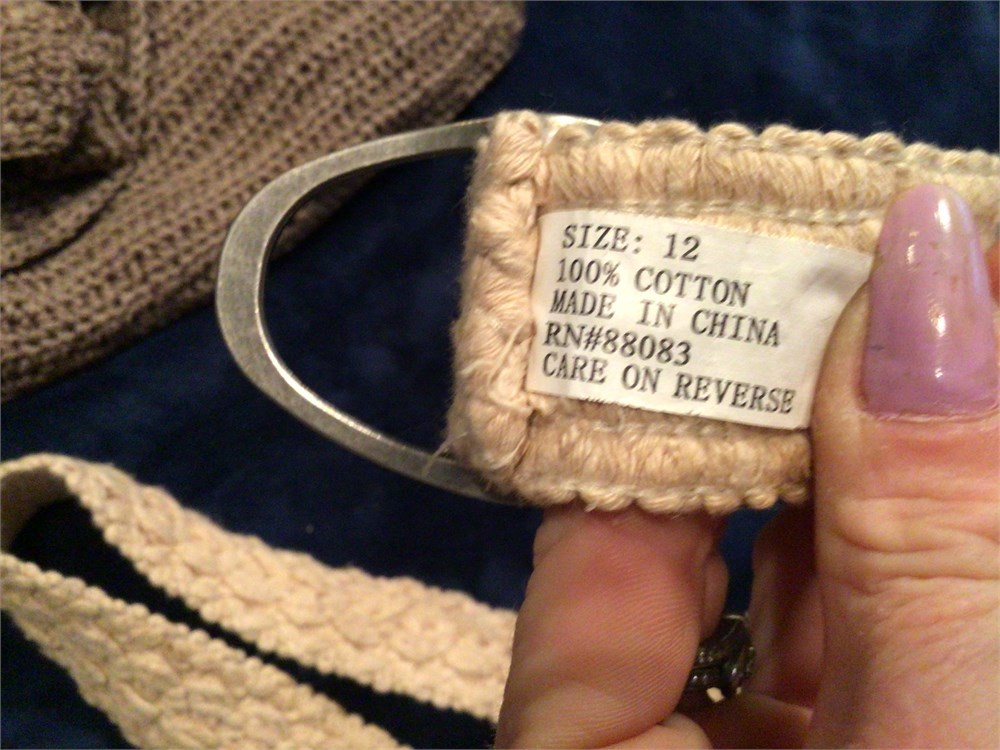 SIZE: 12
100% COTTON
MADE IN CHINA
RN#88083
CARE ON REVERSE